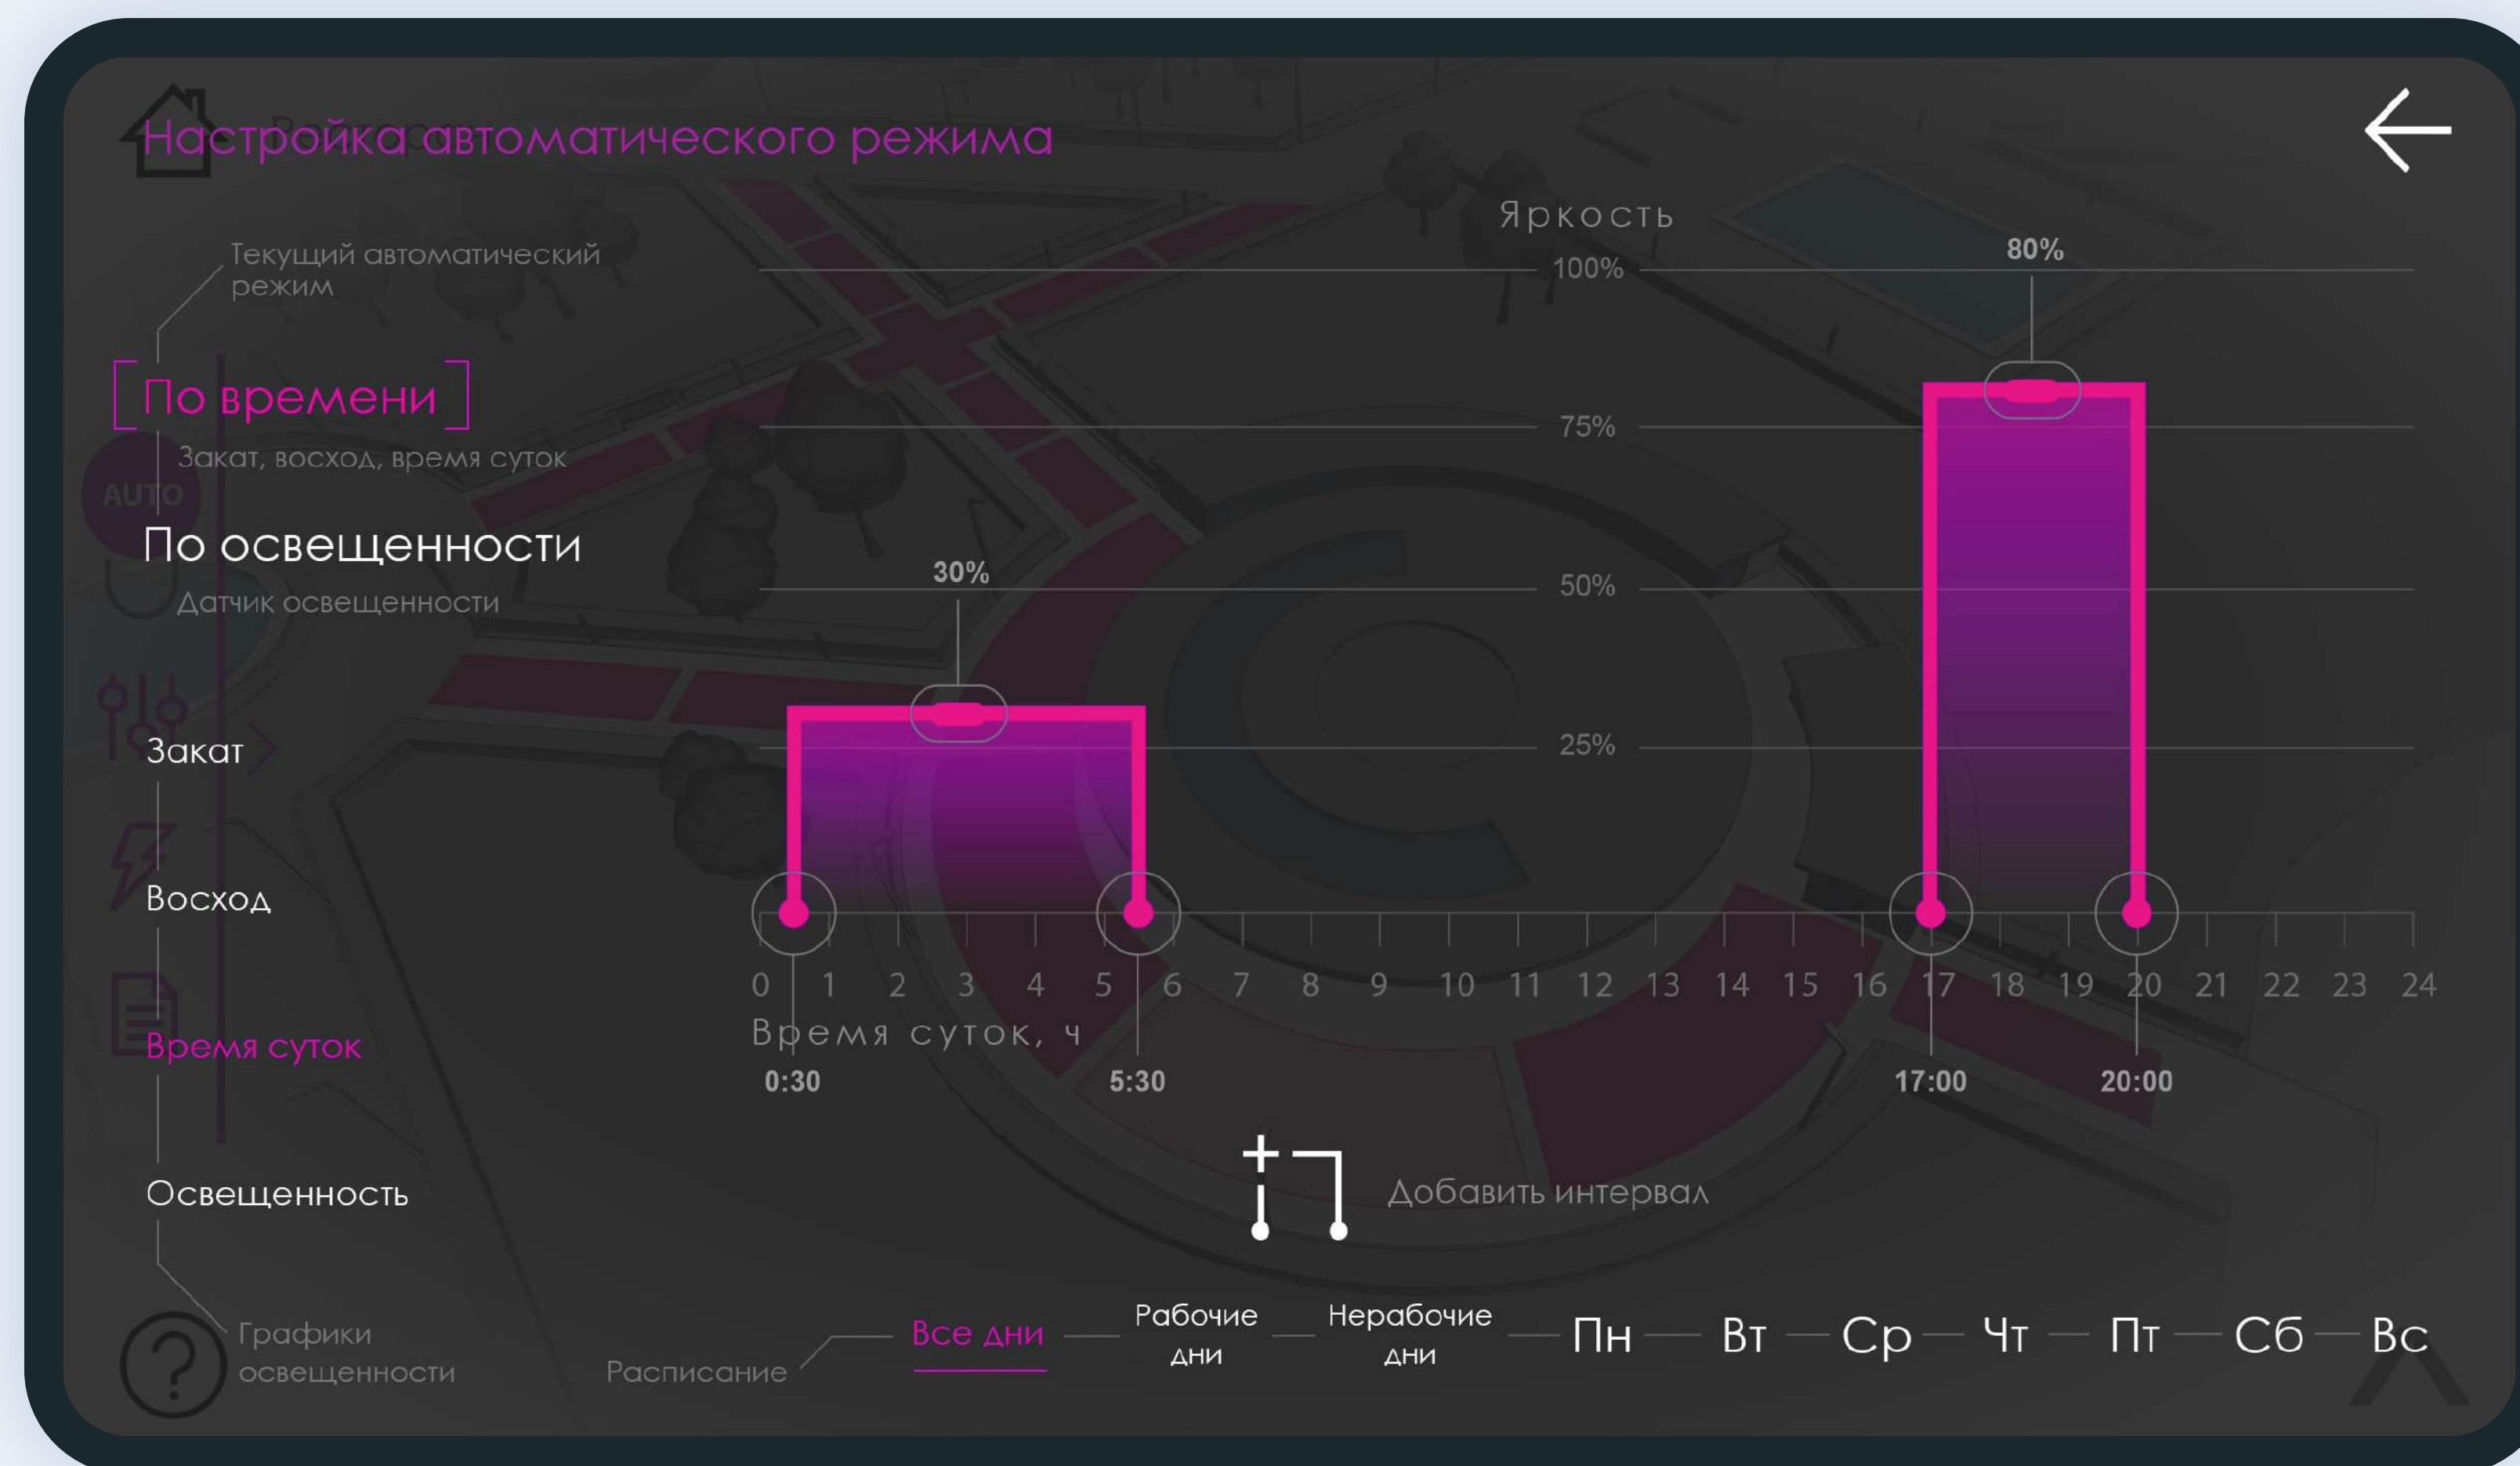 Настройка автоматического режима
Текущий автоматический
режим
По времени
Закат, восход, время суток
AUTO
По освещенности
Датчик освещенности
Закат
Восход
Время суток
Освещенность
Графики
освещенности
Яркость
100%
75%
50%
25%
80%
30%
0 1 2 3 4 5 6 7 8 9 10 11 12 13 14 15 16 17 18 19 20 21 22 23 24
Время суток, ч
0:30 5:30 17:00 20:00
Добавить интервал
Расписание
Все дни
Рабочие
дни
Нерабочие
дни
Пн Вт Ср Чт Пт Сб Вс
?